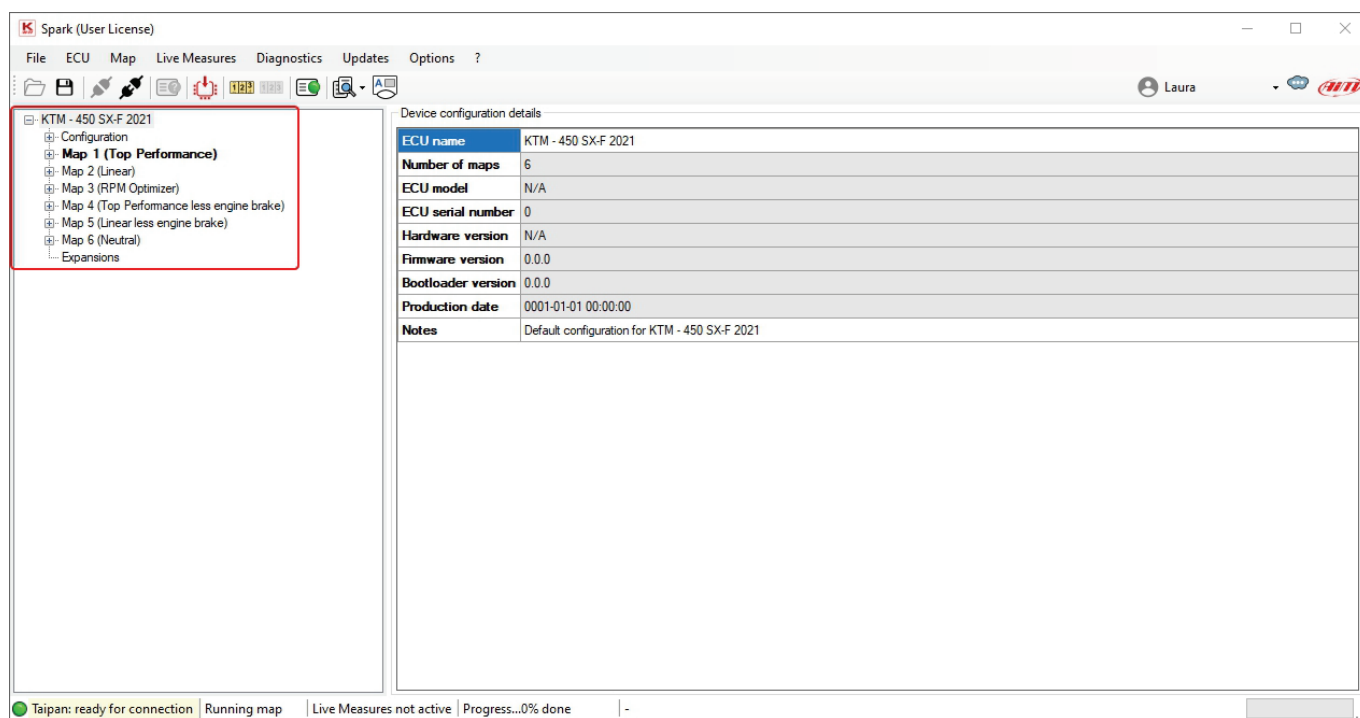 Spark (User License)
File ECU Map Live Measures Diagnostics Updates Options ?
Laura
KTM - 450 SX-F 2021
Configuration
Map 1 (Top Performance)
Map 2 (Linear)
Map 3 (RPM Optimizer)
Map 4 (Top Performance less engine brake)
Map 5 (Linear less engine brake)
Map 6 (Neutral)
Expansions
Device configuration details
ECU name KTM - 450 SX-F 2021
Number of maps 6
ECU model N/A
ECU serial number 0
Hardware version N/A
Firmware version 0.0.0
Bootloader version 0.0.0
Production date 0001-01-01 00:00:00
Notes Default configuration for KTM - 450 SX-F 2021
Taipan: ready for connection Running map Live Measures not active Progress...0% done -